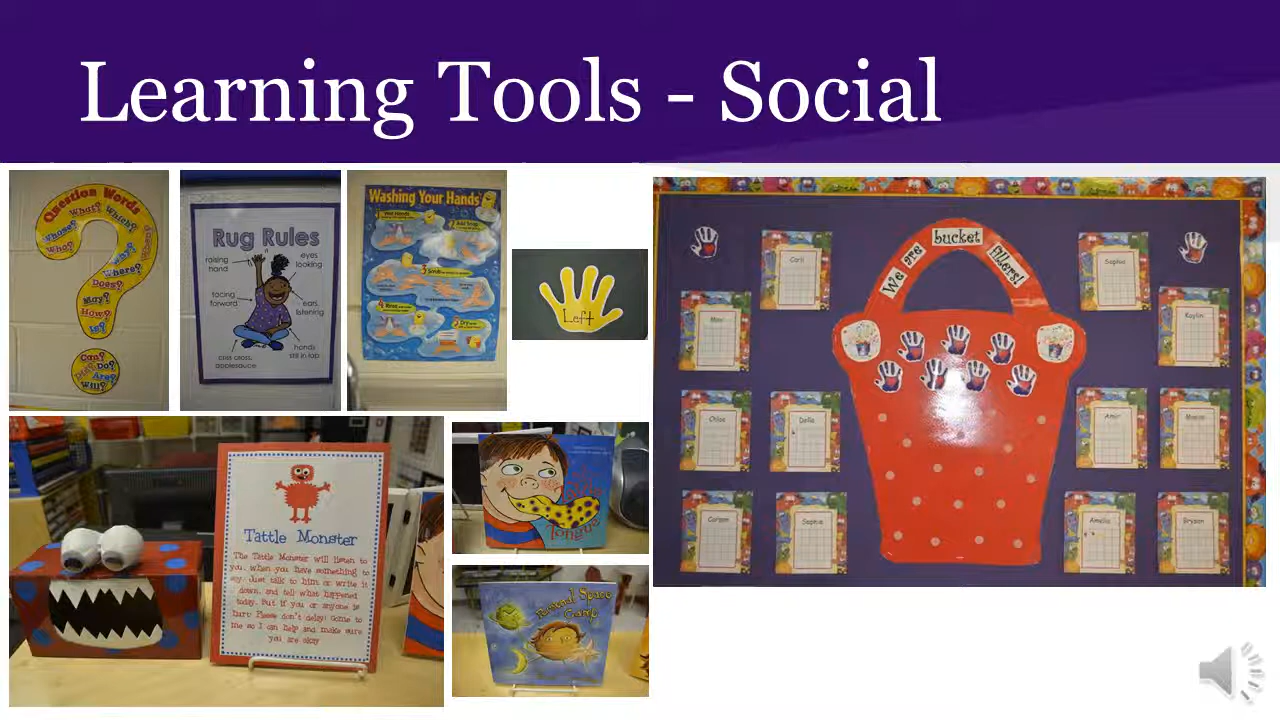 Learning Tools - Social
Question Words
What?
Which?
Whose?
Who?
When?
Why?
Where?
Does?
May?
How?
Is?
Can?
Did?
Do?
Are?
Will?
Rug Rules
raising
hand
eyes
looking
facing
forward
ears
listening
criss cross,
applesauce
hands
still in lap
Washing Your Hands
Left
We are bucket fillers!
Carli
Sophia
Kaylin
Chloe
Delia
Amir
Carson
Sophie
Amelia
Bryson
Tattle Monster
The Tattle Monster will listen to
you, when you have something to
say. Just talk to him or write it
down, and tell what happened
today. But if you or anyone is
hurt Please don't delay! Come to
me so I can help and make sure
you are okay
Tongue
Personal Space
Camp